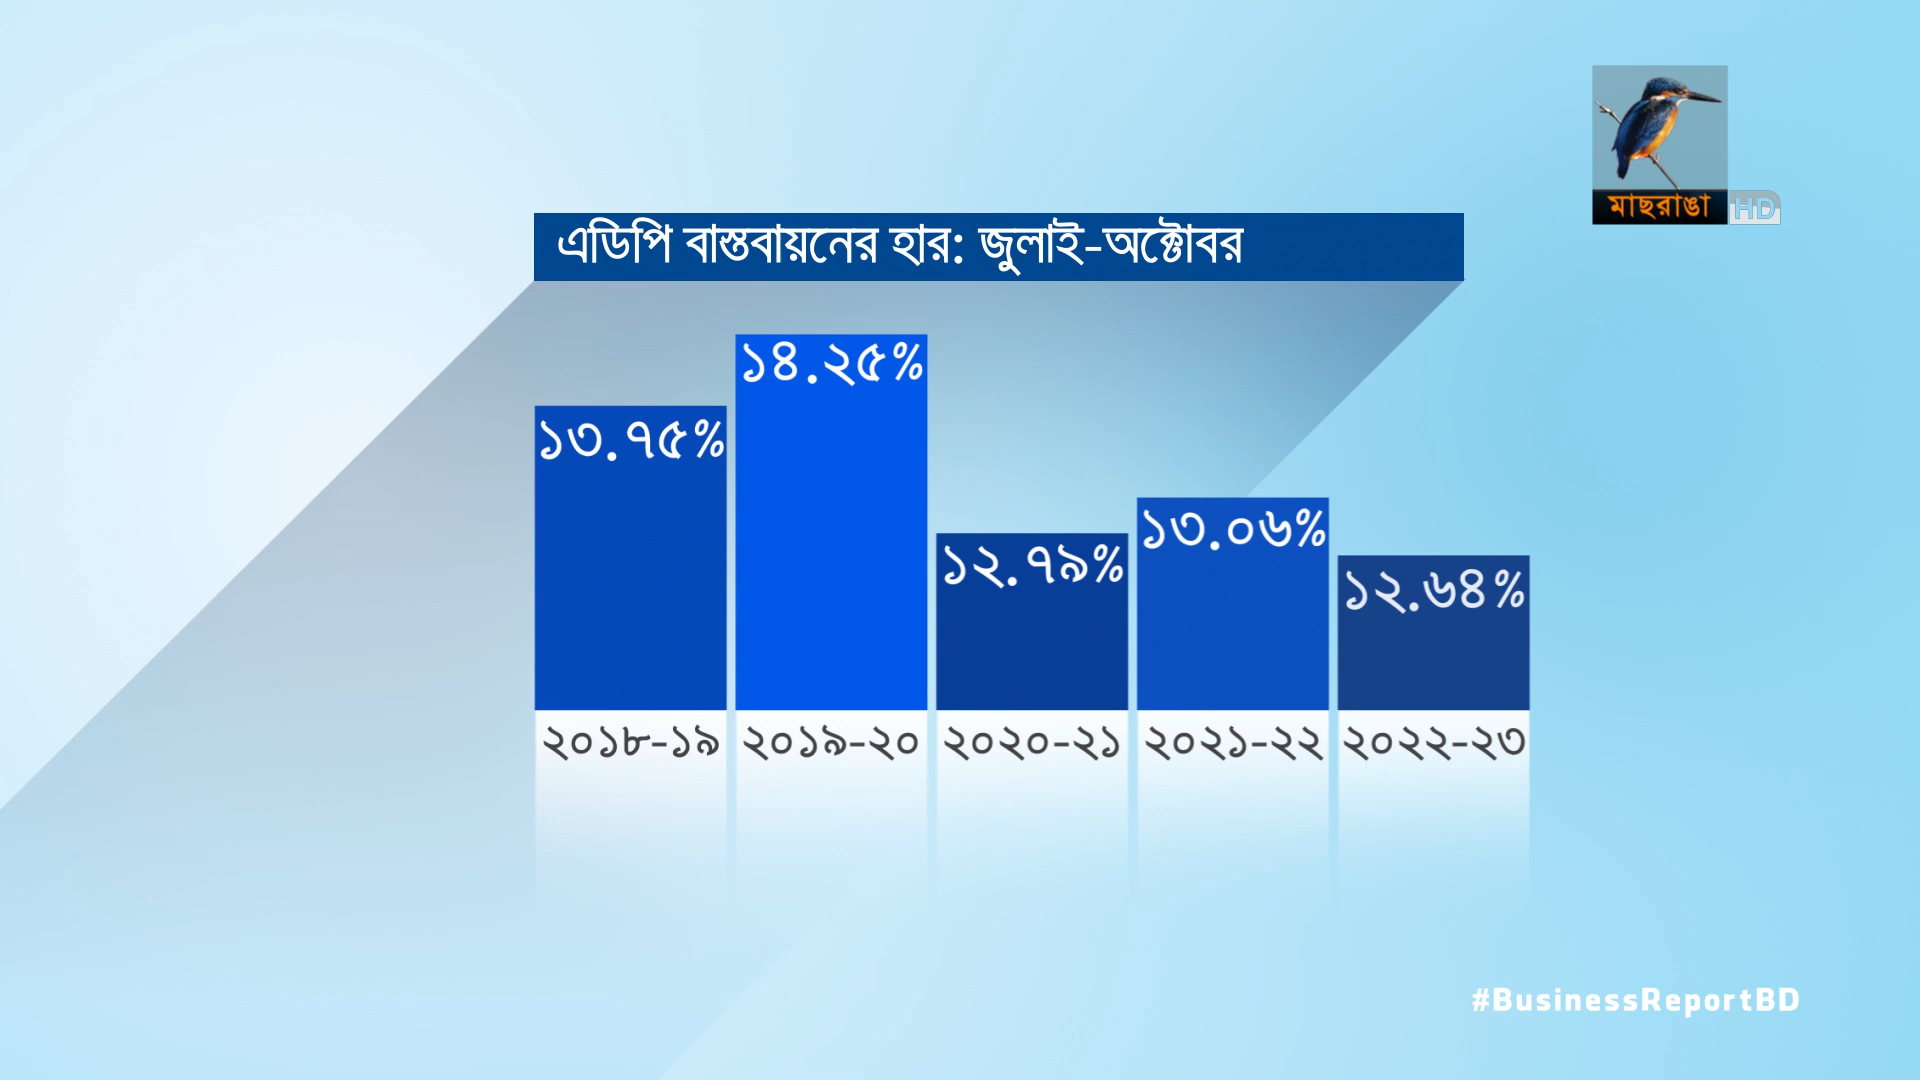 মাছরাঙা HD
এডিপি বাস্তবায়নের হার: জুলাই-অক্টোবর
১৩.৭৫% ১৪.২৫% ১২.৭৯% ১৩.০৬% ১২.৬৪%
২০১৮-১৯ ২০১৯-২০ ২০২০-২১ ২০২১-২২ ২০২২-২৩
#BusinessReportBD